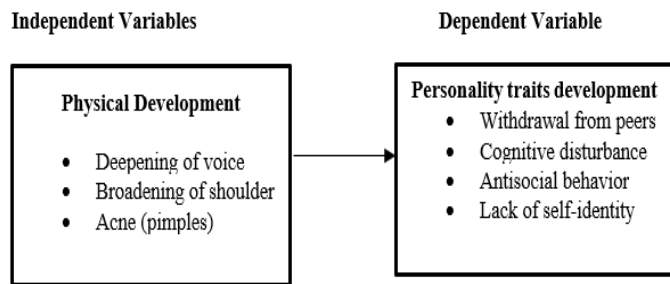 Independent Variables
Dependent Variable
Physical Development
• Deepening of voice
• Broadening of shoulder
• Acne (pimples)
Personality traits development
• Withdrawal from peers
• Cognitive disturbance
• Antisocial behavior
• Lack of self-identity